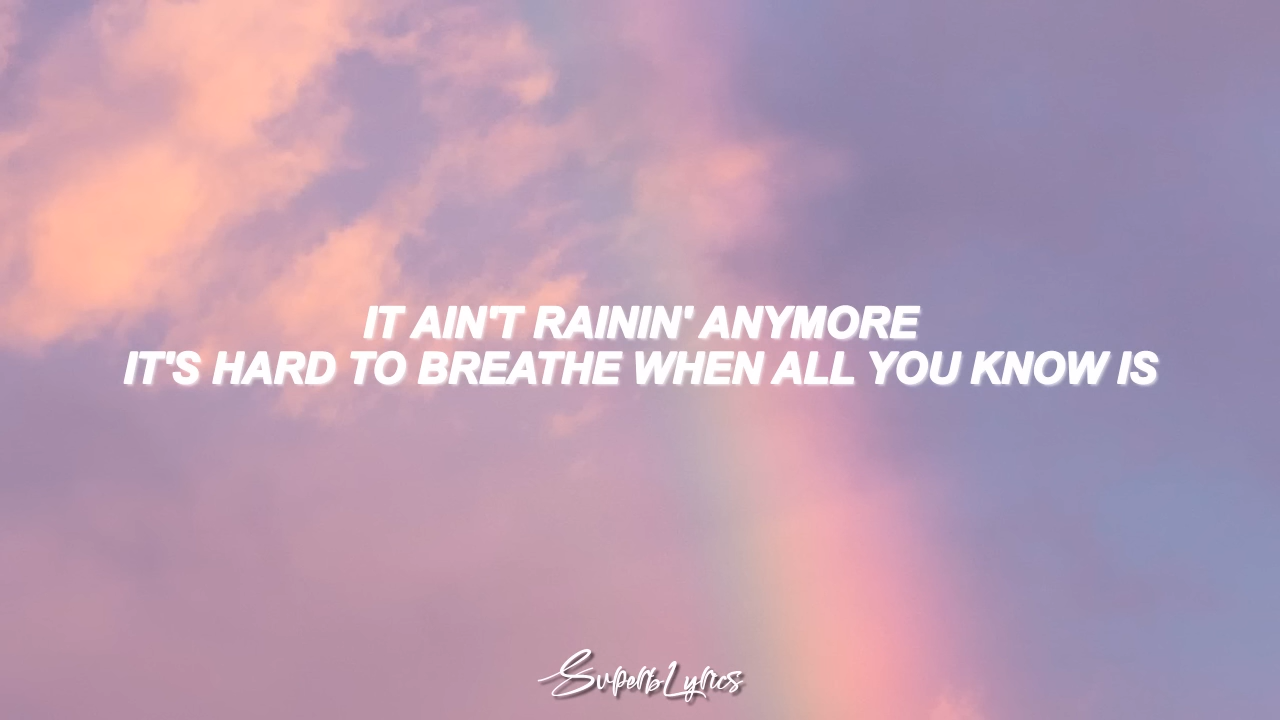 IT AIN'T RAININ' ANYMORE
IT'S HARD TO BREATHE WHEN ALL YOU KNOW IS
SuperbLyrics